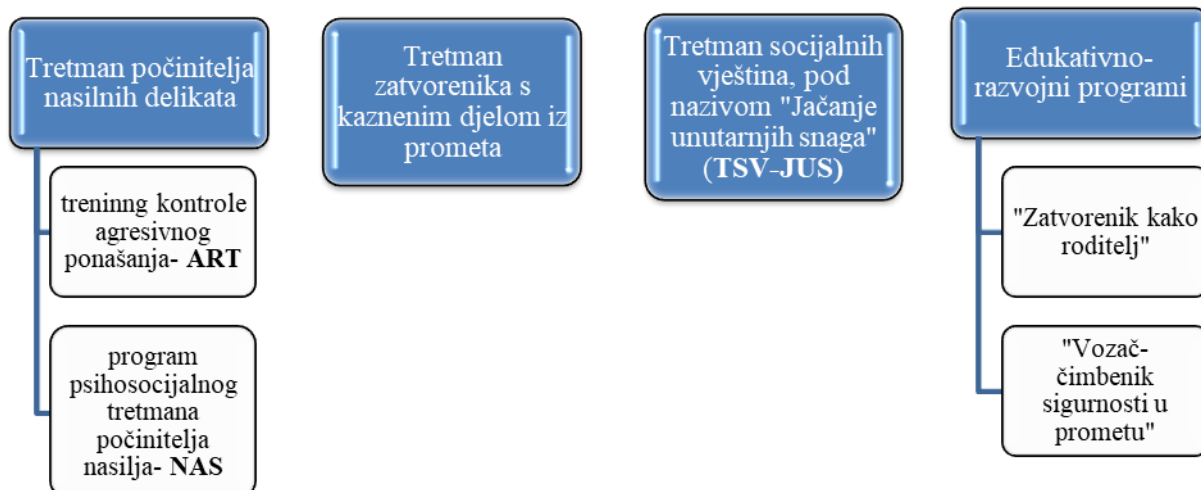 Tretman počinitelja
nasilnih delikata
Tretman
zatvorenika s
kaznenim djelom iz
prometa
Tretman socijalnih
vještina, pod
nazivom "Jačanje
unutarnjih snaga"
(TSV-JUS)
Edukativno-
razvojni programi
treninng kontrole
agresivnog
ponašanja- ART
program
psihosocijalnog
tretmana
počinitelja
nasilja- NAS
"Zatvorenik kako
roditelj"
"Vozač-
čimbenik
sigurnosti u
prometu"